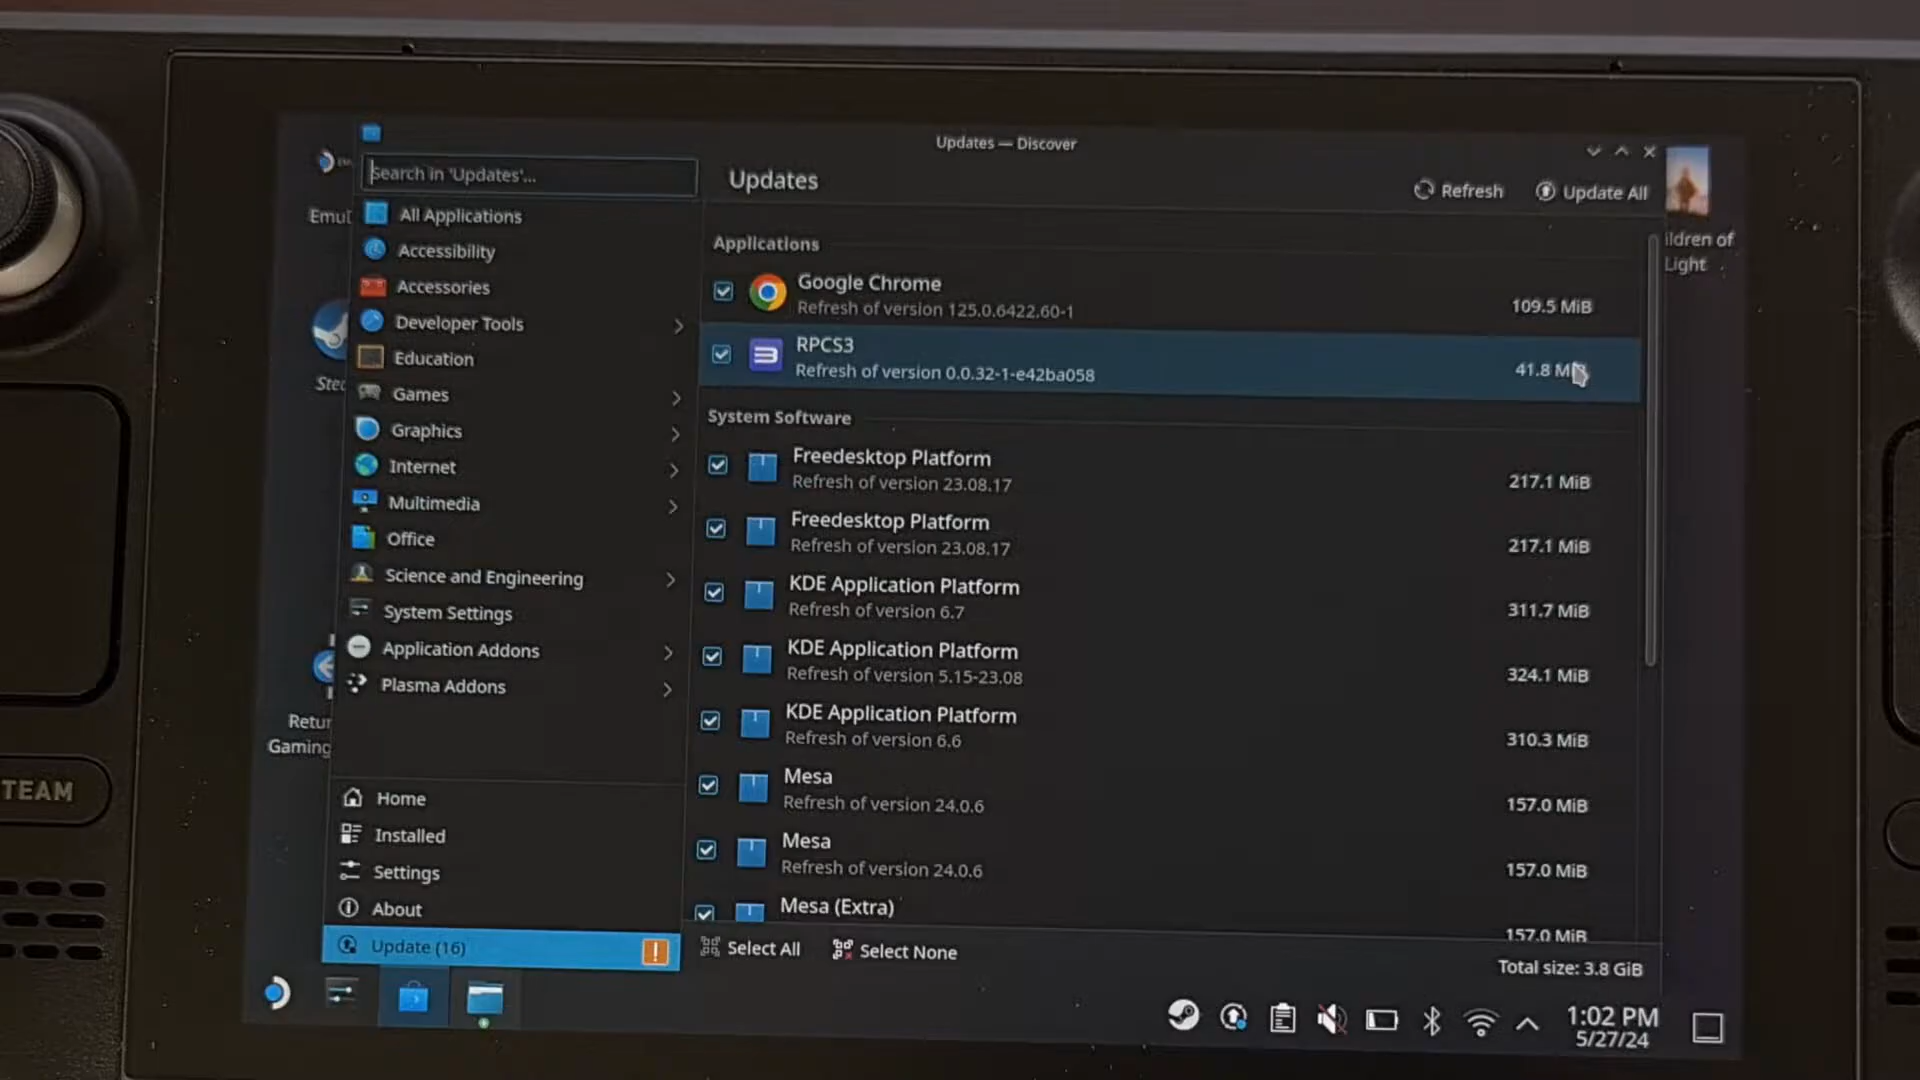 Updates — Discover
Search in 'Updates'...
Updates
Refresh
Update All
All Applications
Accessibility
Accessories
Developer Tools
Education
Games
Graphics
Internet
Multimedia
Office
Science and Engineering
System Settings
Application Addons
Plasma Addons
Home
Installed
Settings
About
Update (16)
Applications
Google Chrome
Refresh of version 125.0.6422.60-1
109.5 MiB
RPCS3
Refresh of version 0.0.32-1-e42ba058
41.8
System Software
Freedesktop Platform
Refresh of version 23.08.17
217.1 MiB
Freedesktop Platform
Refresh of version 23.08.17
217.1 MiB
KDE Application Platform
Refresh of version 6.7
311.7 MiB
KDE Application Platform
Refresh of version 5.15-23.08
324.1 MiB
KDE Application Platform
Refresh of version 6.6
310.3 MiB
Mesa
Refresh of version 24.0.6
157.0 MiB
Mesa
Refresh of version 24.0.6
157.0 MiB
Mesa (Extra)
157.0 MiB
Select All
Select None
Total size: 3.8 GiB
Emu
Ste
Retur
Gaming
ildren of
Light
TEAM
1:02 PM
5/27/24